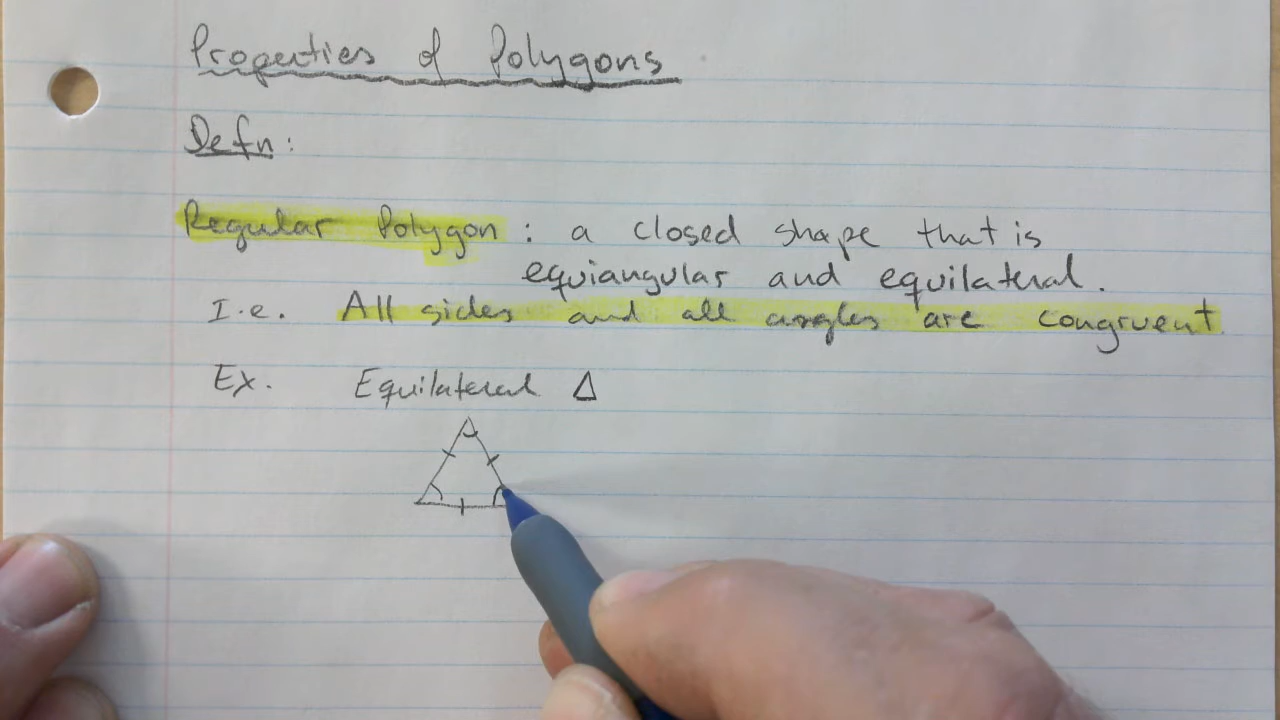 Properties of Polygons
Defn:
Regular Polygon: a closed shape that is
equiangular and equilateral.
I.e. All sides and all angles are congruent
Ex. Equilateral Δ